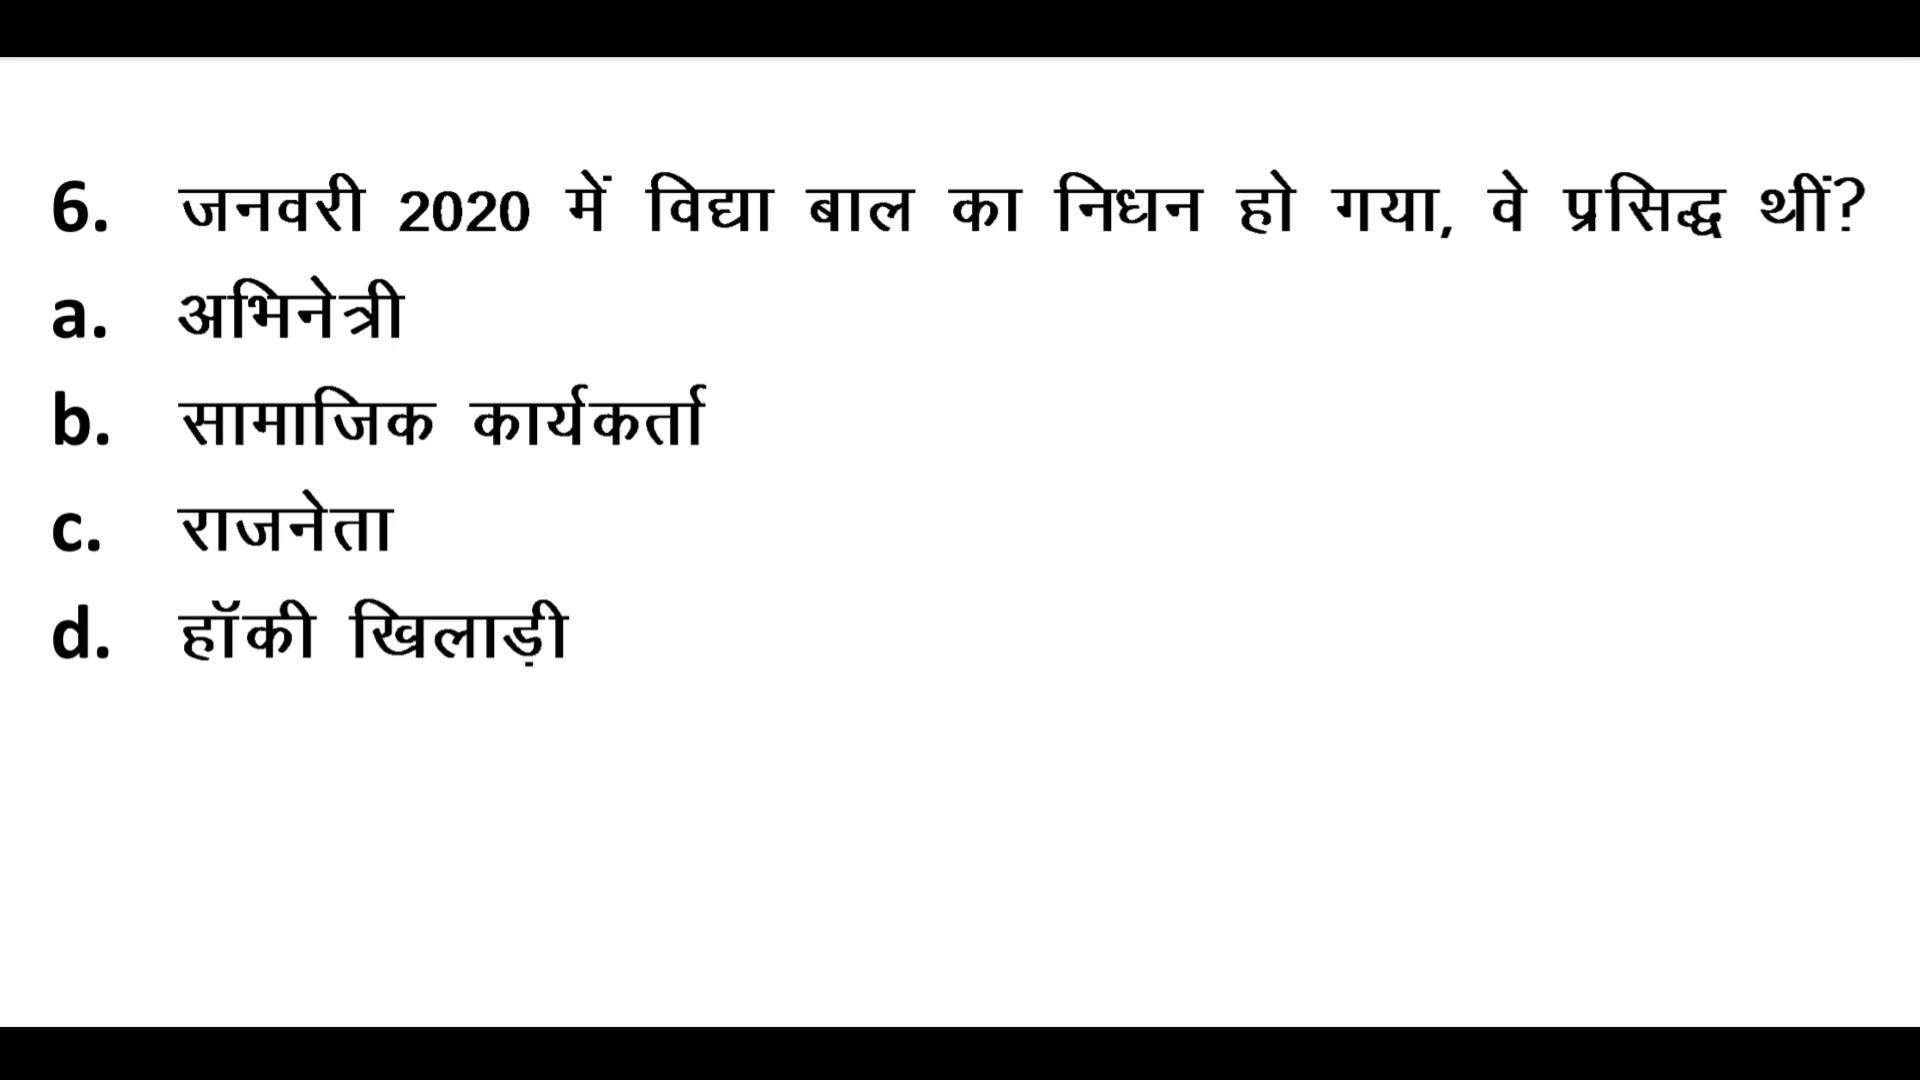 6. जनवरी 2020 में विद्या बाल का निधन हो गया, वे प्रसिद्ध थीं?
a. अभिनेत्री
b. सामाजिक कार्यकर्ता
c. राजनेता
d. हॉकी खिलाड़ी